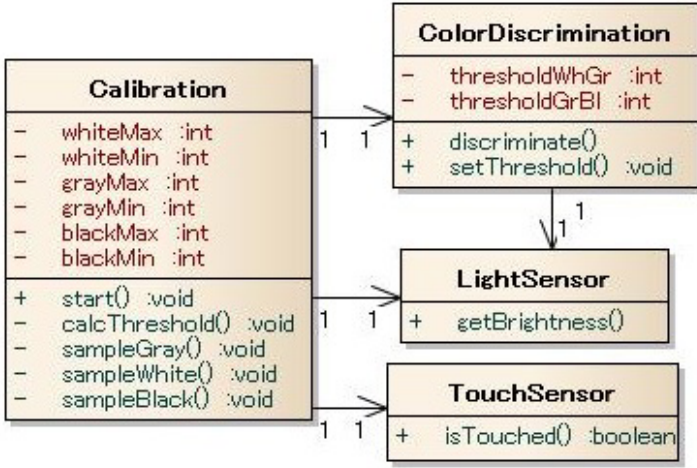 Calibration
- whiteMax :int
- whiteMin :int
- grayMax :int
- grayMin :int
- blackMax :int
- blackMin :int
+ start() :void
- calcThreshold() :void
- sampleGray() :void
- sampleWhite() :void
- sampleBlack() :void
1 1
1 1
1 1
ColorDiscrimination
- thresholdWhGr :int
- thresholdGrBl :int
+ discriminate()
+ setThreshold() :void
1
1
LightSensor
+ getBrightness()
TouchSensor
+ isTouched() :boolean